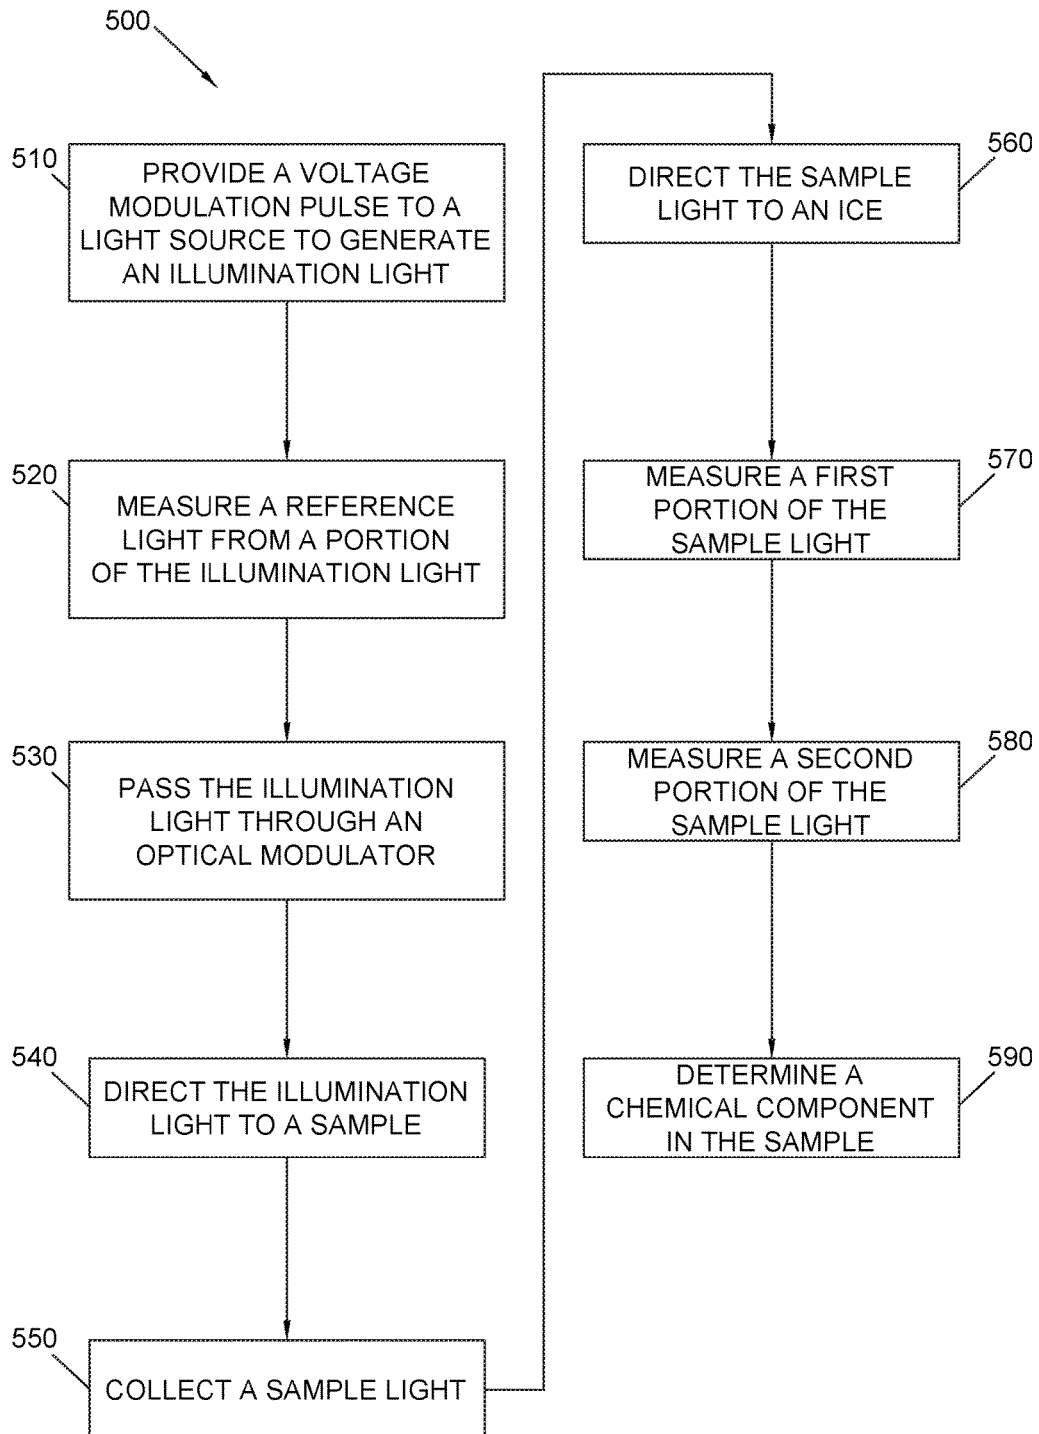 500
510
PROVIDE A VOLTAGE
MODULATION PULSE TO A
LIGHT SOURCE TO GENERATE
AN ILLUMINATION LIGHT
520
MEASURE A REFERENCE
LIGHT FROM A PORTION
OF THE ILLUMINATION LIGHT
530
PASS THE ILLUMINATION
LIGHT THROUGH AN
OPTICAL MODULATOR
540
DIRECT THE ILLUMINATION
LIGHT TO A SAMPLE
550
COLLECT A SAMPLE LIGHT
560
DIRECT THE SAMPLE
LIGHT TO AN ICE
570
MEASURE A FIRST
PORTION OF THE
SAMPLE LIGHT
580
MEASURE A SECOND
PORTION OF THE
SAMPLE LIGHT
590
DETERMINE A
CHEMICAL COMPONENT
IN THE SAMPLE